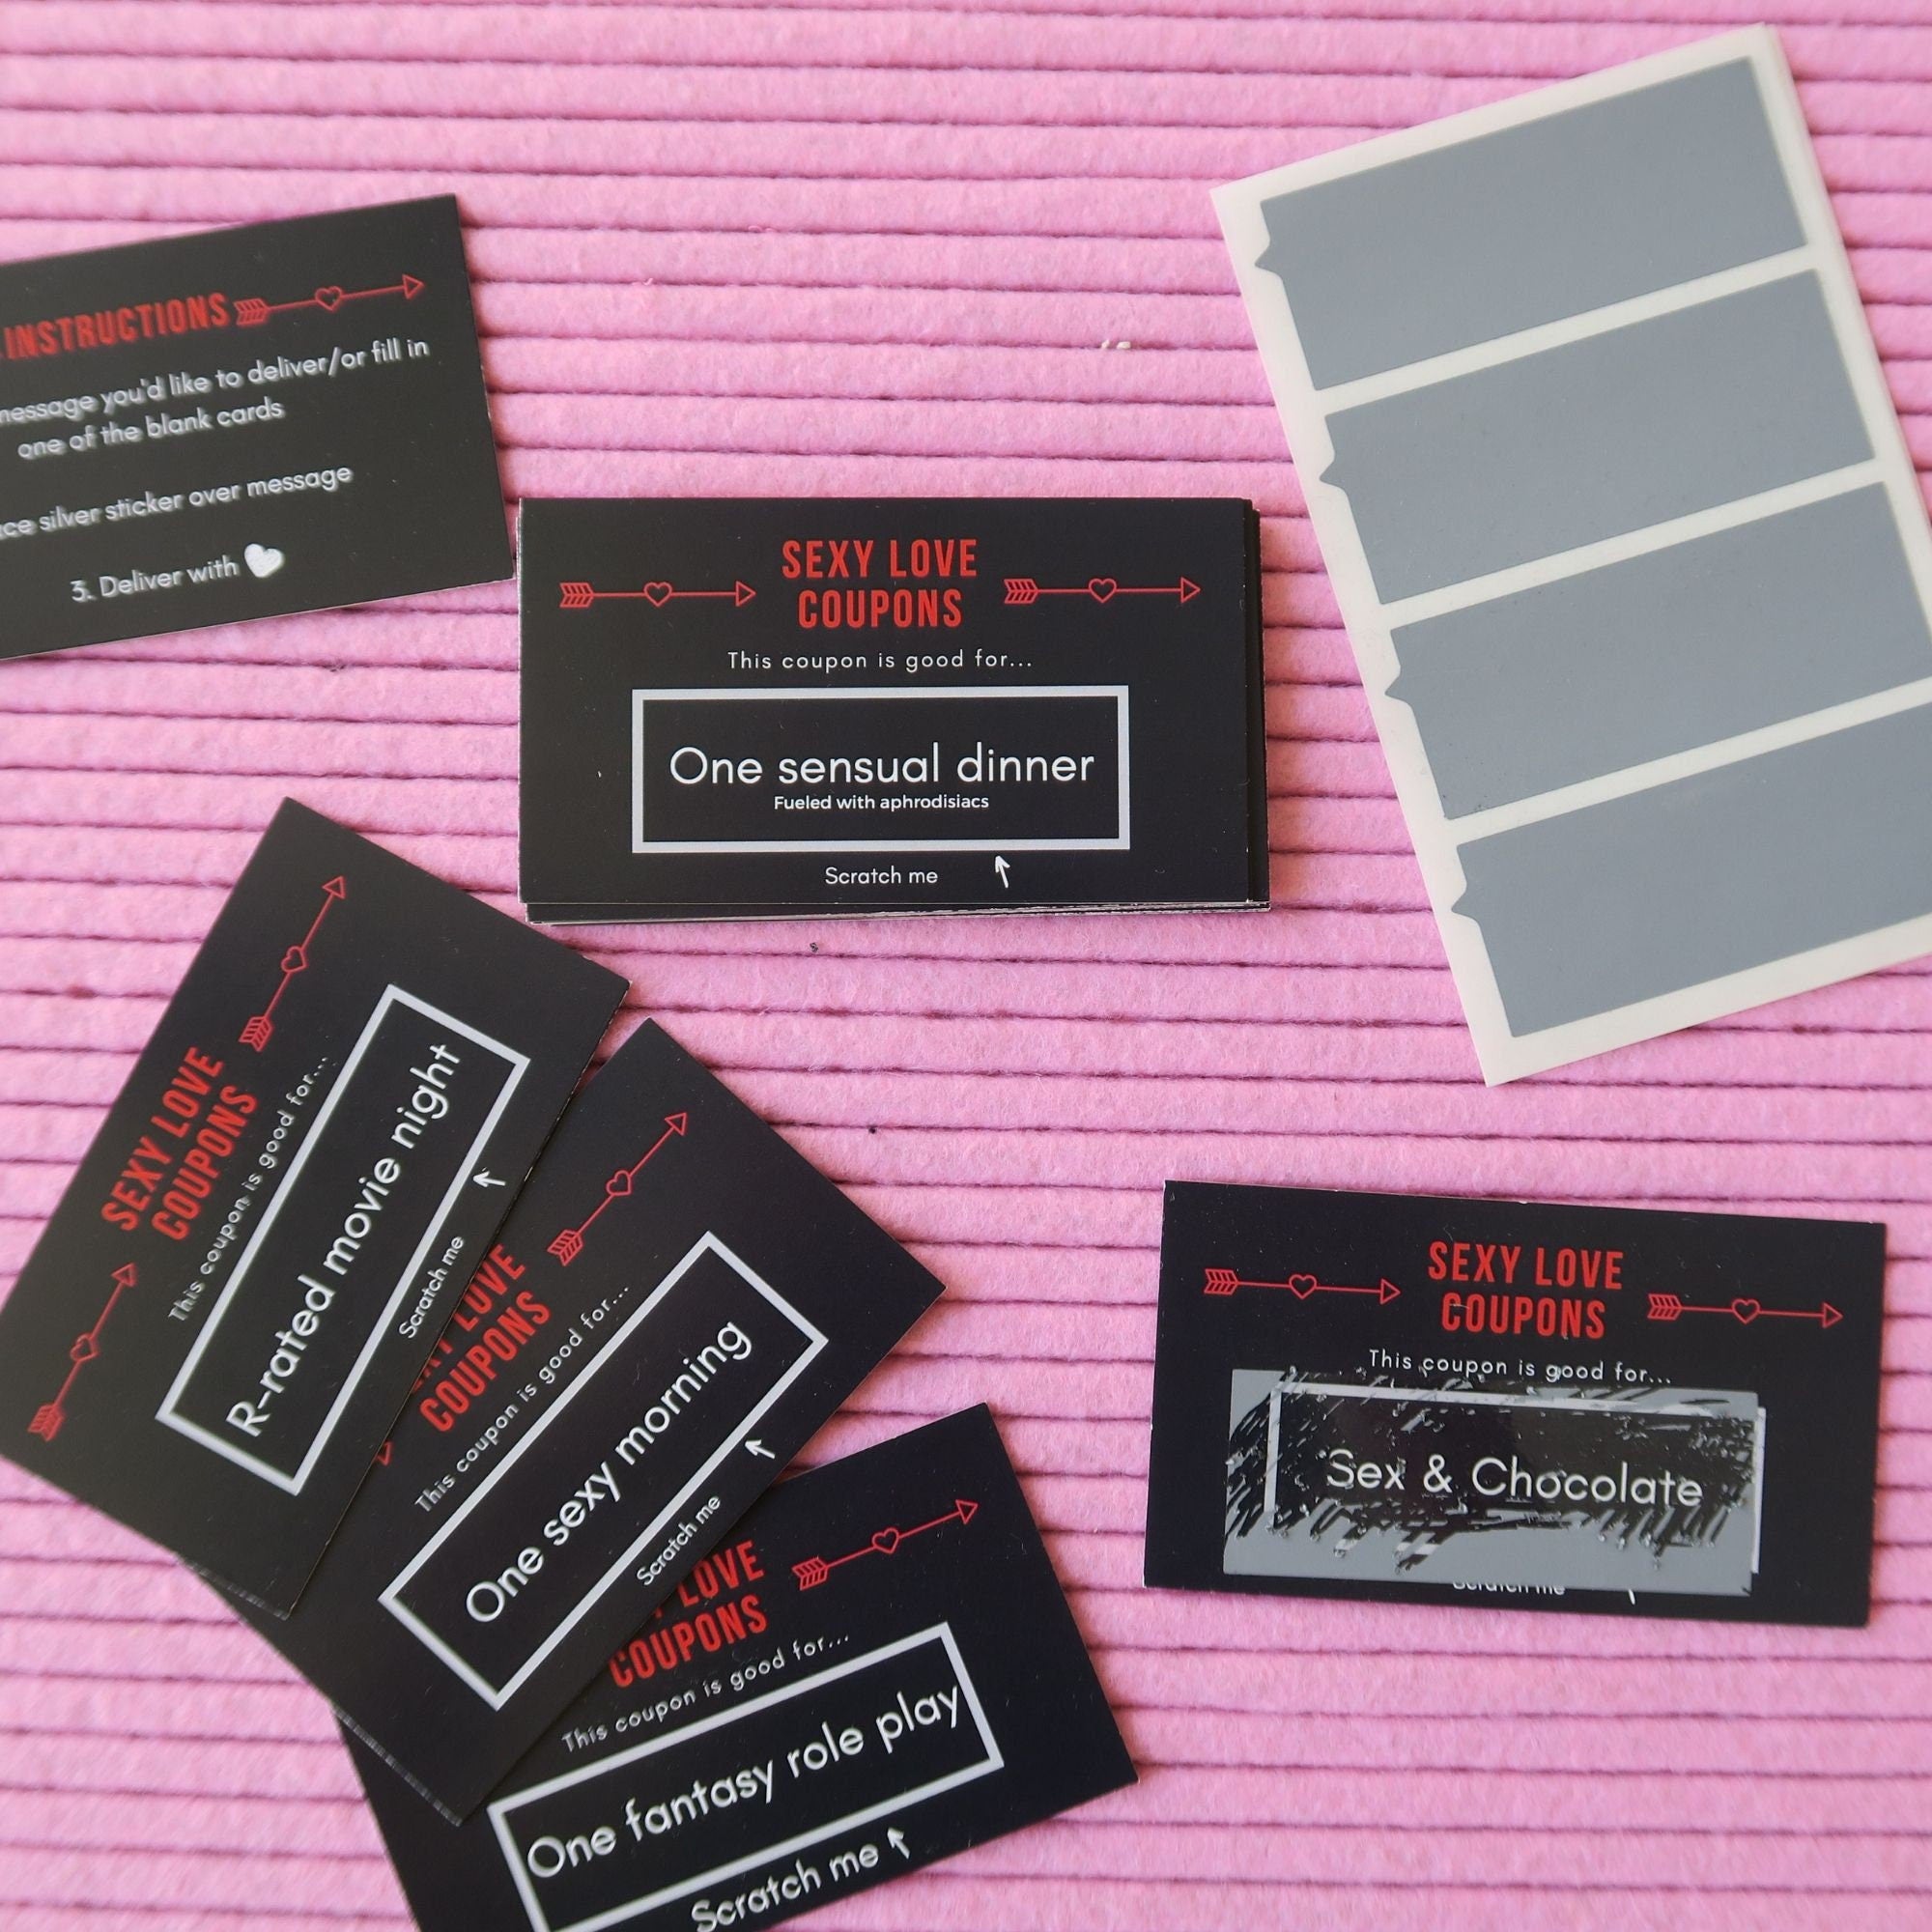 INSTRUCTIONS
message you'd like to deliver/or fill in
one of the blank cards
silver sticker over message
3. Deliver with
SEXY LOVE
COUPONS
This coupon is good for...
One sensual dinner
Fueled with aphrodisiacs
Scratch me
SEXY LOVE
COUPONS
This coupon is good for...
R-rated movie night
Scratch me
LOVE
COUPONS
This coupon is good for...
One sexy morning
Scratch me
LOVE
COUPONS
This coupon is good for...
One fantasy role play
Scratch me
SEXY LOVE
COUPONS
This coupon is good for...
Sex & Chocolate
Scratch me